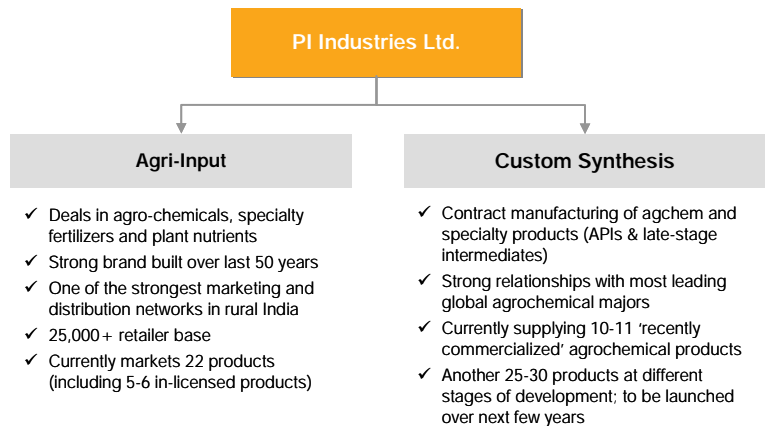 PI Industries Ltd.
Agri-Input
✓ Deals in agro-chemicals, specialty
fertilizers and plant nutrients
✓ Strong brand built over last 50 years
✓ One of the strongest marketing and
distribution networks in rural India
✓ 25,000+ retailer base
✓ Currently markets 22 products
(including 5-6 in-licensed products)
Custom Synthesis
✓ Contract manufacturing of agchem and
specialty products (APIs & late-stage
intermediates)
✓ Strong relationships with most leading
global agrochemical majors
✓ Currently supplying 10-11 ‘recently
commercialized’ agrochemical products
✓ Another 25-30 products at different
stages of development; to be launched
over next few years